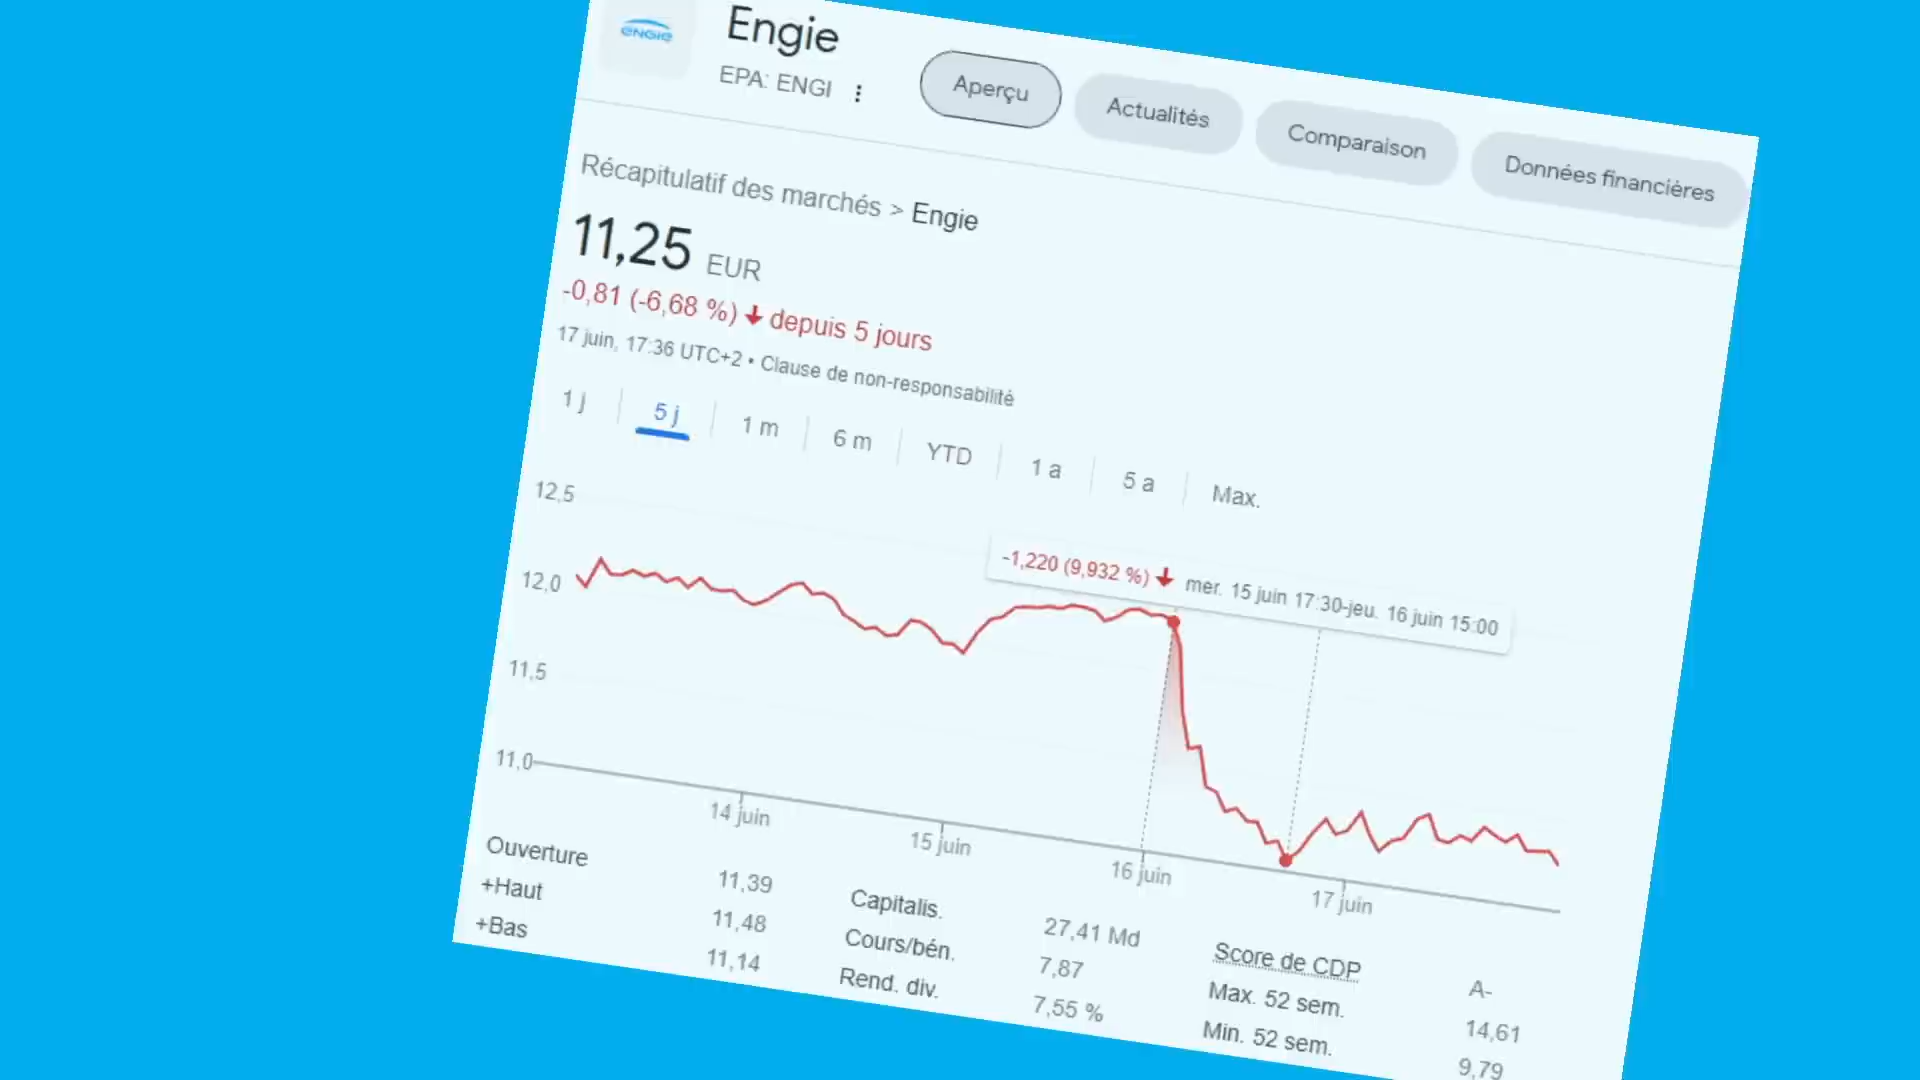 ENGIE
Engie
EPA: ENGI
Aperçu
Actualités
Comparaison
Données financières
Récapitulatif des marchés > Engie
11,25 EUR
-0,81 (-6,68 %) depuis 5 jours
17 juin, 17:36 UTC+2 • Clause de non-responsabilité
1 j
5 j
1 m
6 m
YTD
1 a
5 a
Max.
12,5
12,0
11,5
11,0
-1,220 (9,932 %) mer. 15 juin 17:30-jeu. 16 juin 15:00
14 juin
15 juin
16 juin
17 juin
Ouverture 11,39
+Haut 11,48
+Bas 11,14
Capitalis. 27,41 Md
Cours/bén. 7,87
Rend. div. 7,55 %
Score de CDP A-
Max. 52 sem. 14,61
Min. 52 sem. 9,79